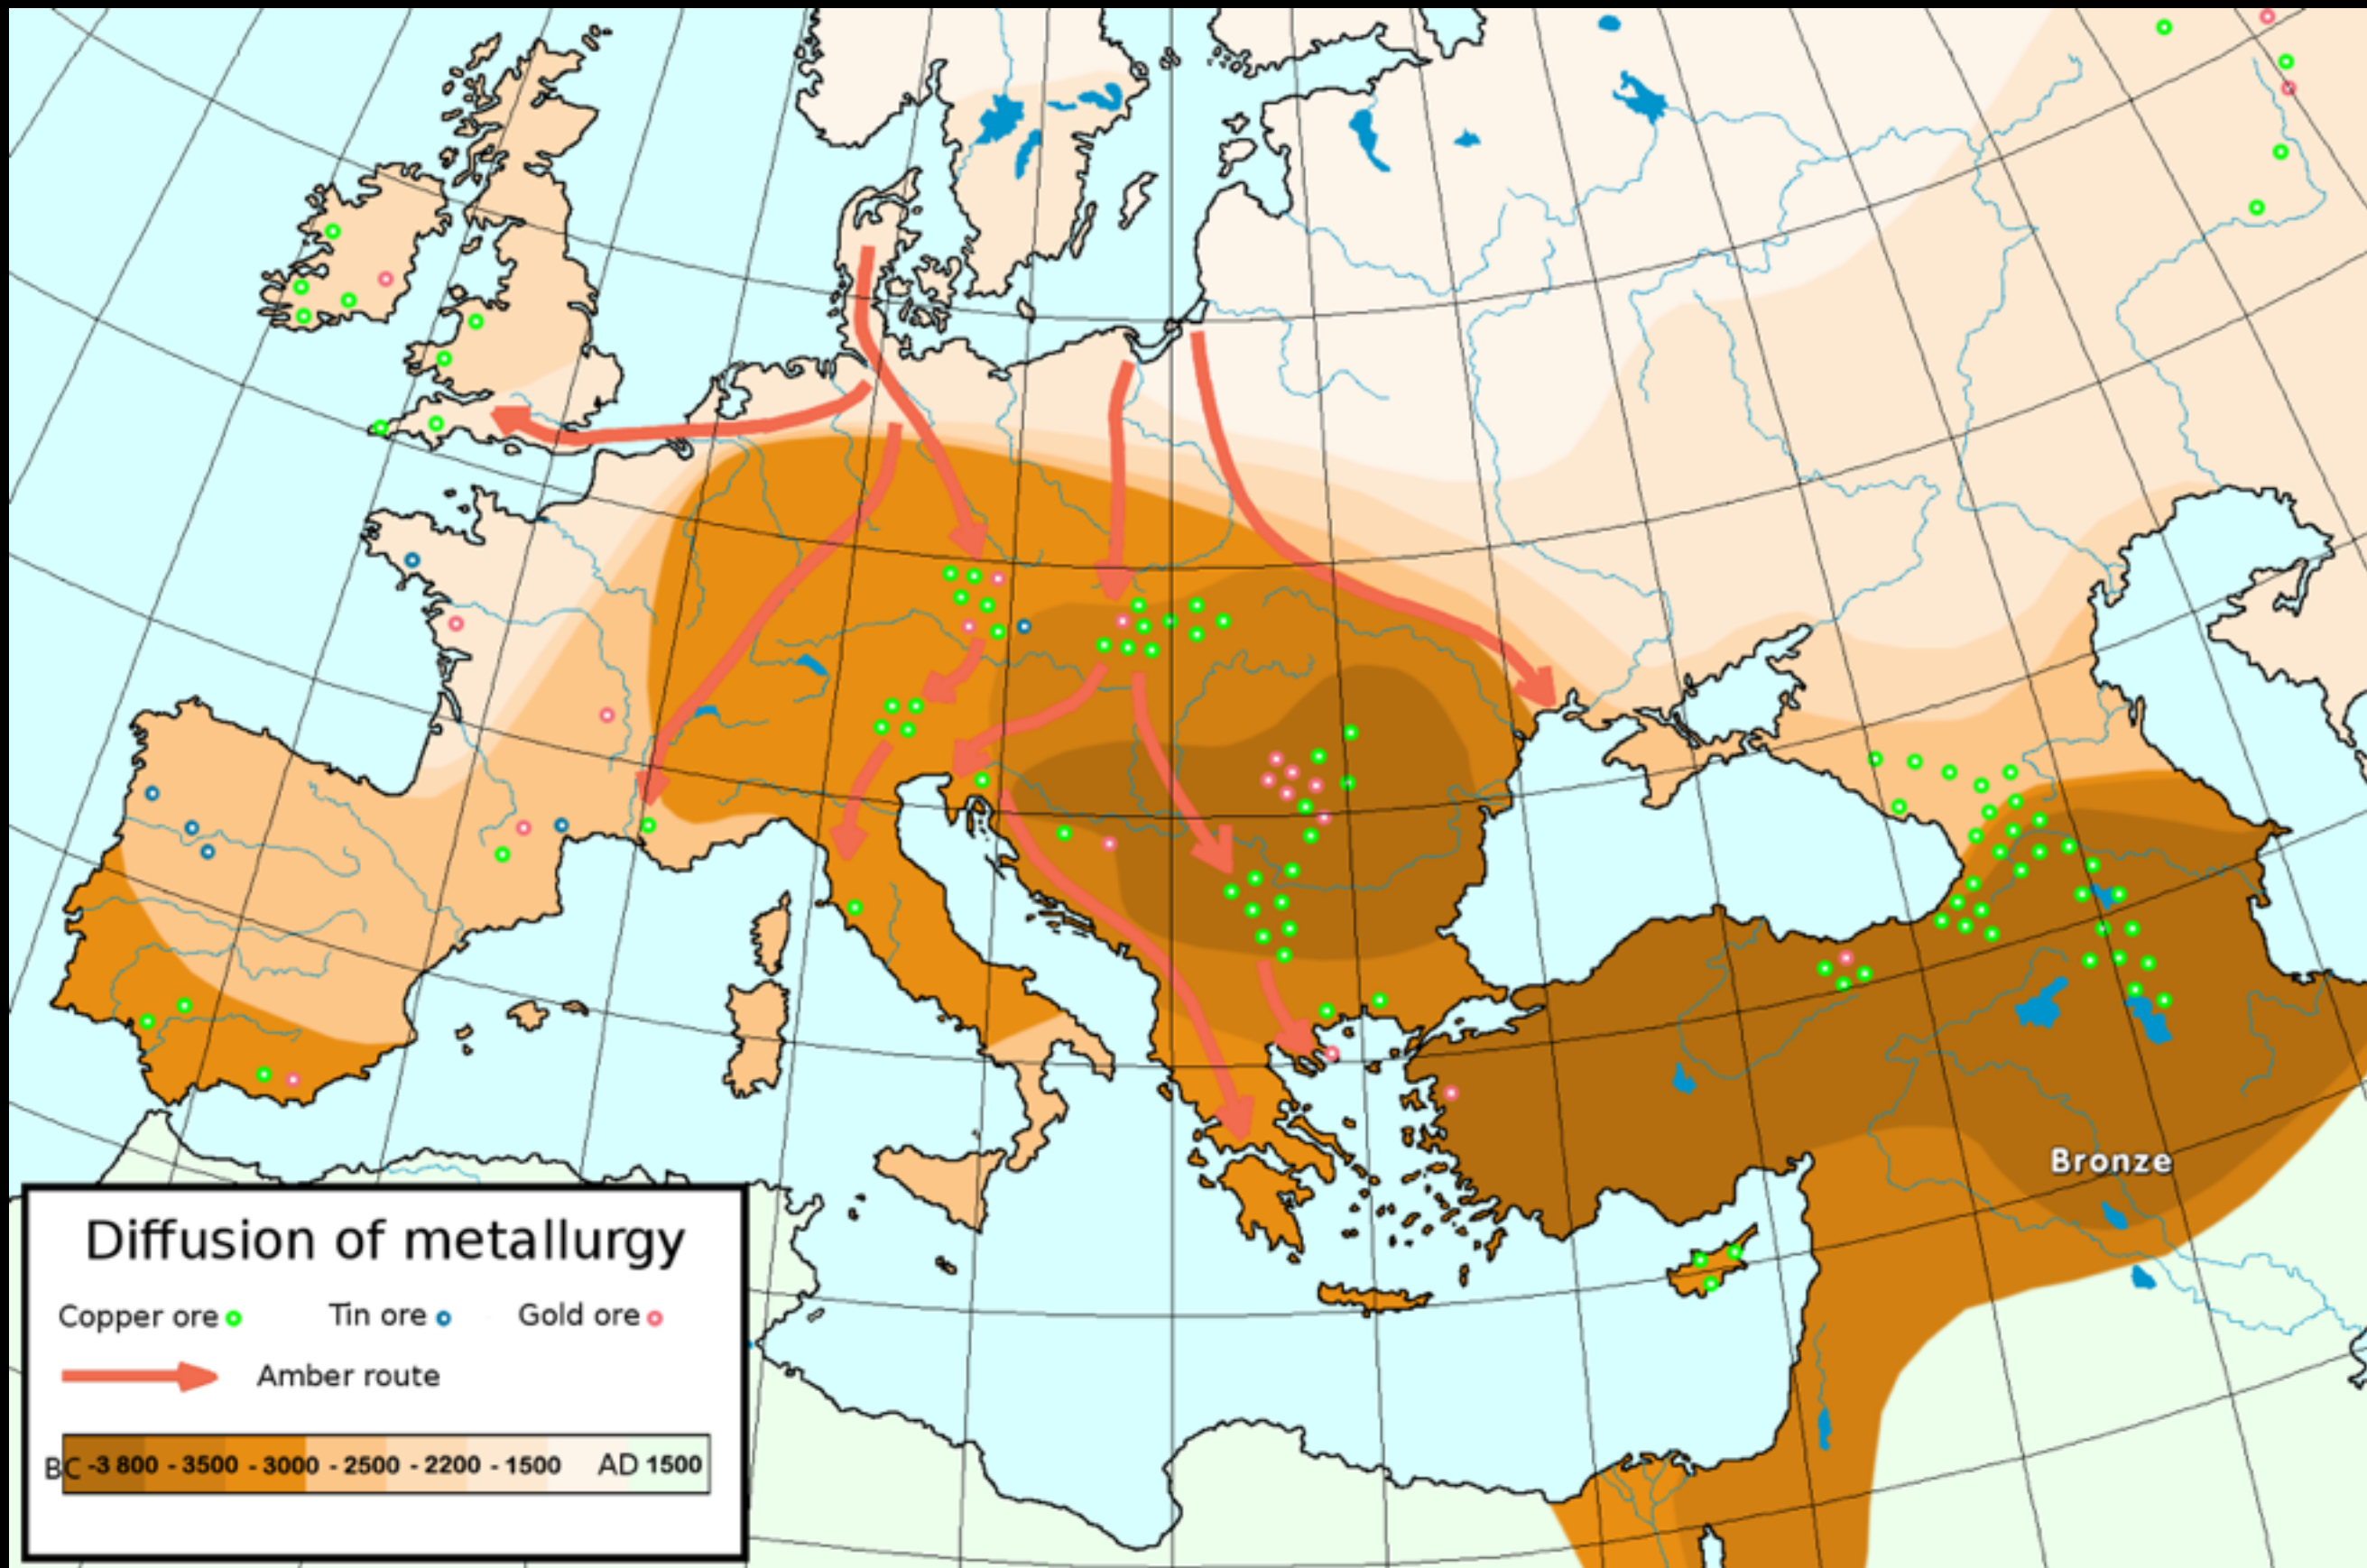 Bronze
Diffusion of metallurgy
Copper ore Tin ore Gold ore
Amber route
BC -3 800 - 3500 - 3000 - 2500 - 2200 - 1500 AD 1500